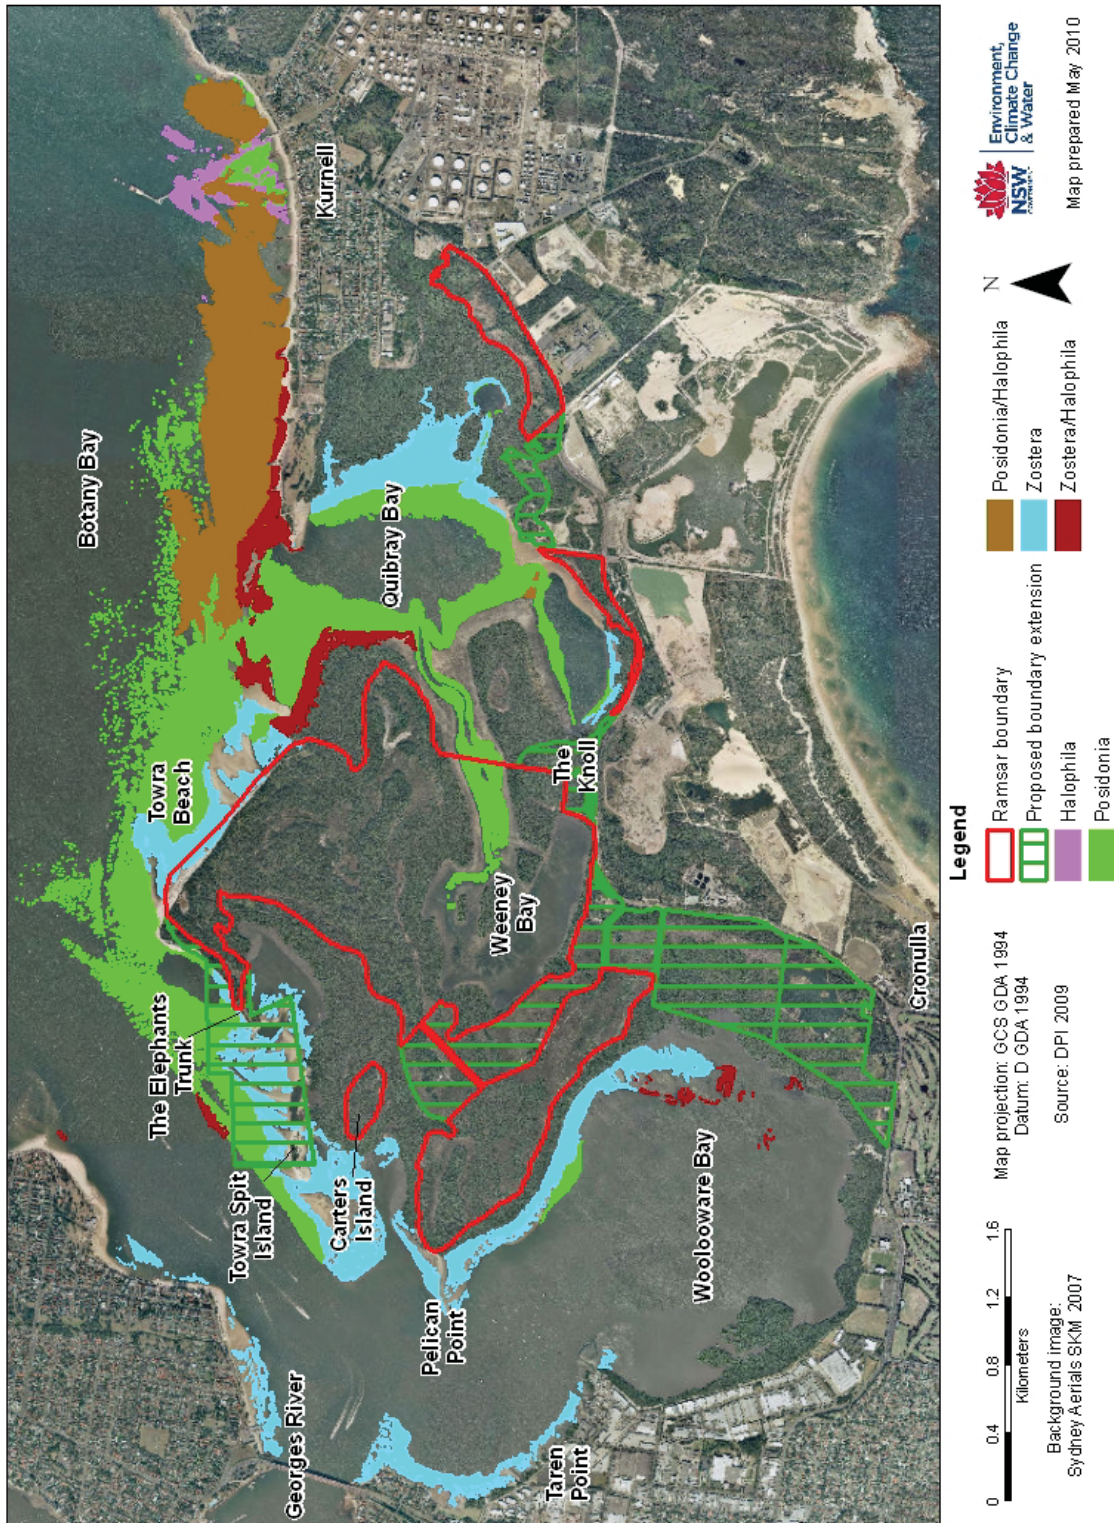 Botany Bay
Kurnell
Towra
Beach
Quibray Bay
The Elephants
Trunk
Towra Spit
Island
Carters
Island
The
Knoll
Weeney
Bay
Georges River
Pelican
Point
Woolooware Bay
Taren
Point
Cronulla
0 0.4 0.8 1.2 1.6
Kilometers
Background image:
Sydney Aerials SKM 2007
Map projection: GCS GDA 1994
Datum: D GDA 1994
Source: DPI 2009
Legend
Ramsar boundary
Proposed boundary extension
Halophila
Posidonia
Posidonia/Halophila
Zostera
Zostera/Halophila
N
NSW
GOVERNMENT
Environment,
Climate Change
& Water
Map prepared May 2010